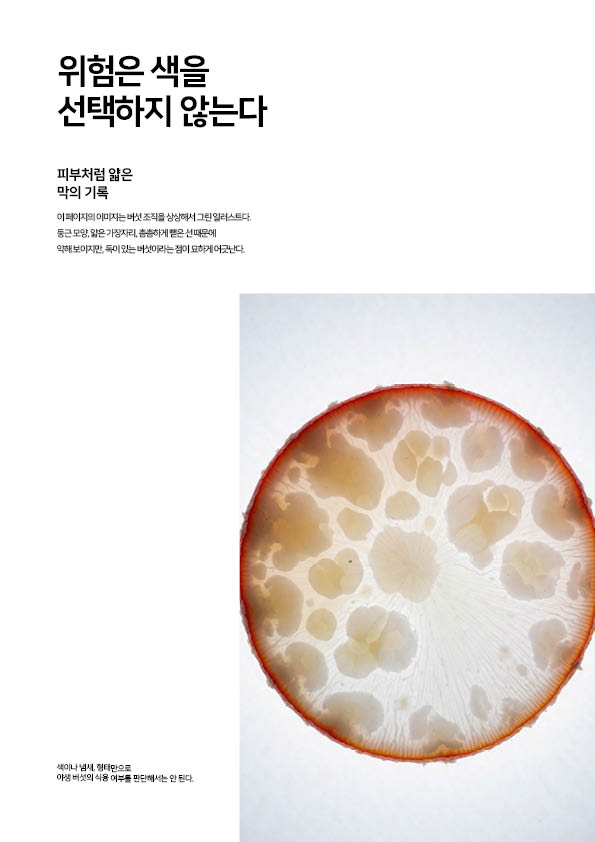 위험은 색을
선택하지 않는다
피부처럼 얇은
막의 기록
이 페이지의 이미지는 버섯 조직을 상상해서 그린 일러스트다.
둥근 모양, 얇은 가장자리, 촘촘하게 뻗은 선 때문에
약해 보이지만, 독이 있는 버섯이라는 점이 묘하게 어긋난다.
색이나 냄새, 형태만으로
야생 버섯의 식용 여부를 판단해서는 안 된다.